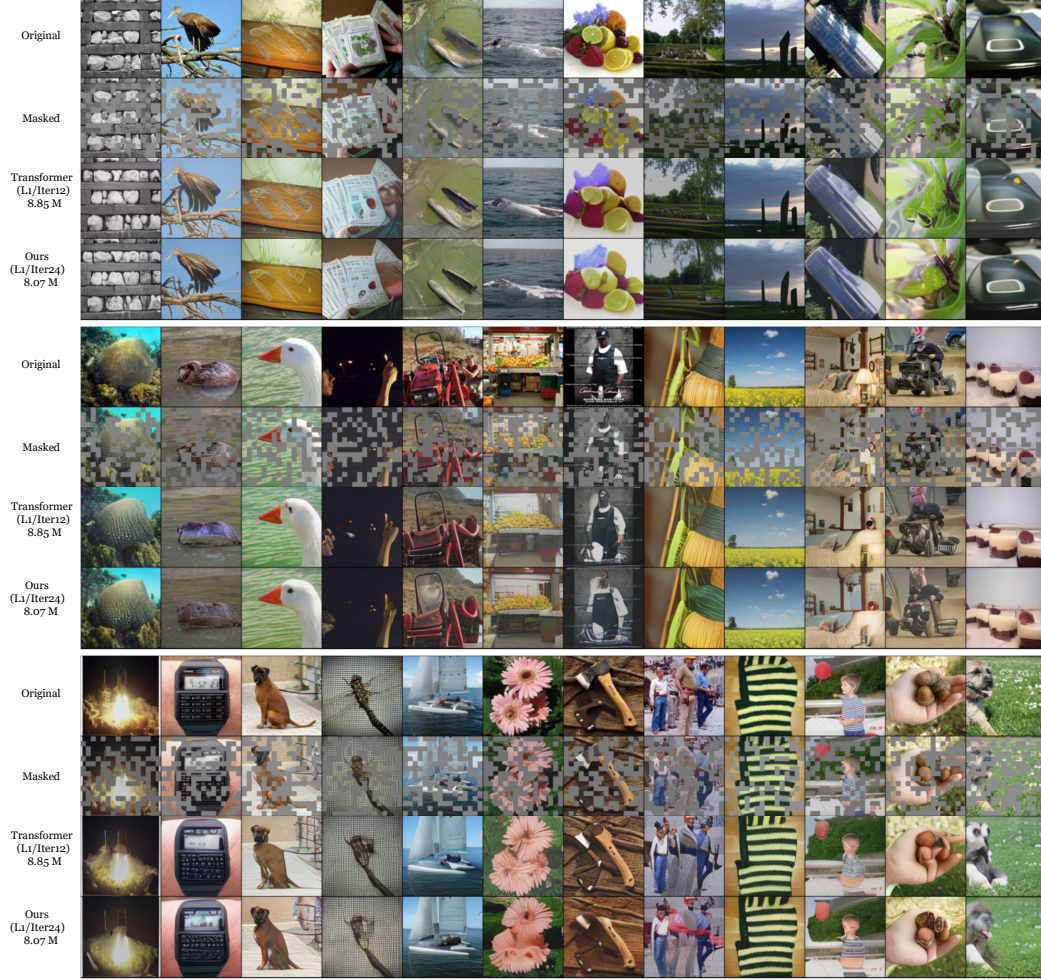 Original
Masked
Transformer
(L1/Iter12)
8.85 M
Ours
(L1/Iter24)
8.07 M
Original
Masked
Transformer
(L1/Iter12)
8.85 M
Ours
(L1/Iter24)
8.07 M
Original
Masked
Transformer
(L1/Iter12)
8.85 M
Ours
(L1/Iter24)
8.07 M